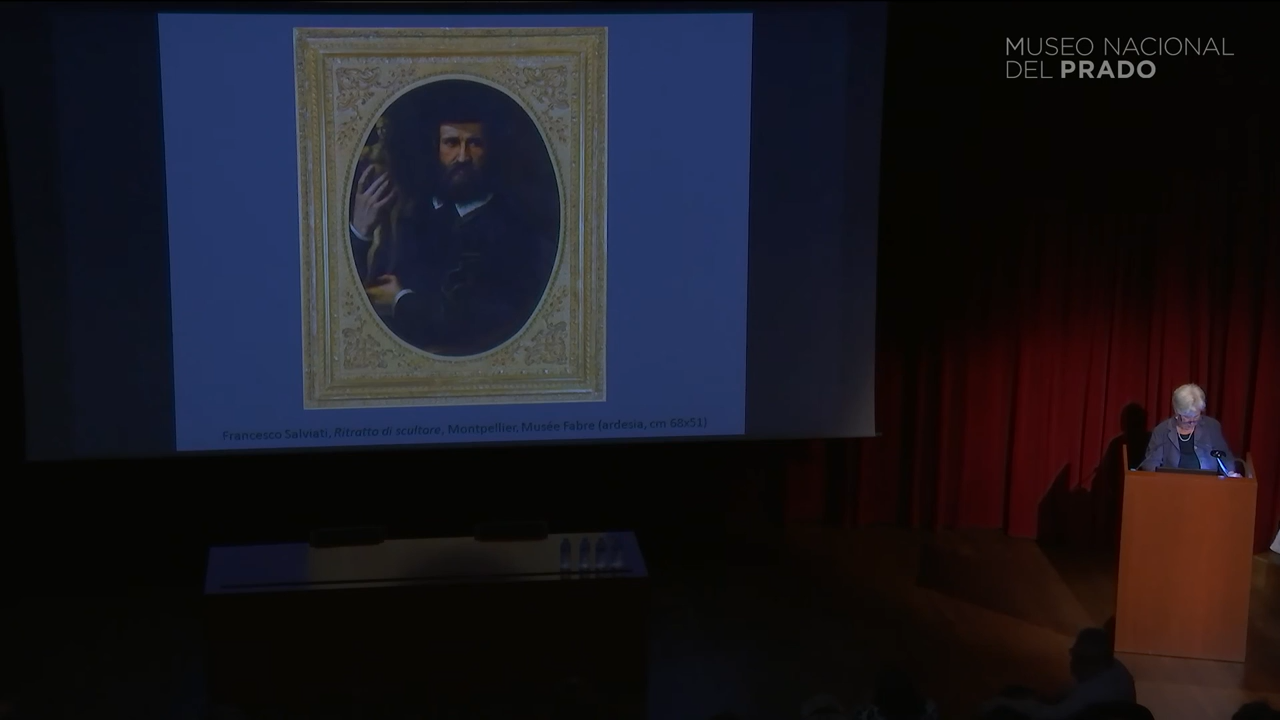 MUSEO NACIONAL
DEL PRADO
Francesco Salviati, Ritratto di scultore, Montpellier, Musée Fabre (ardesia, cm 68x51)